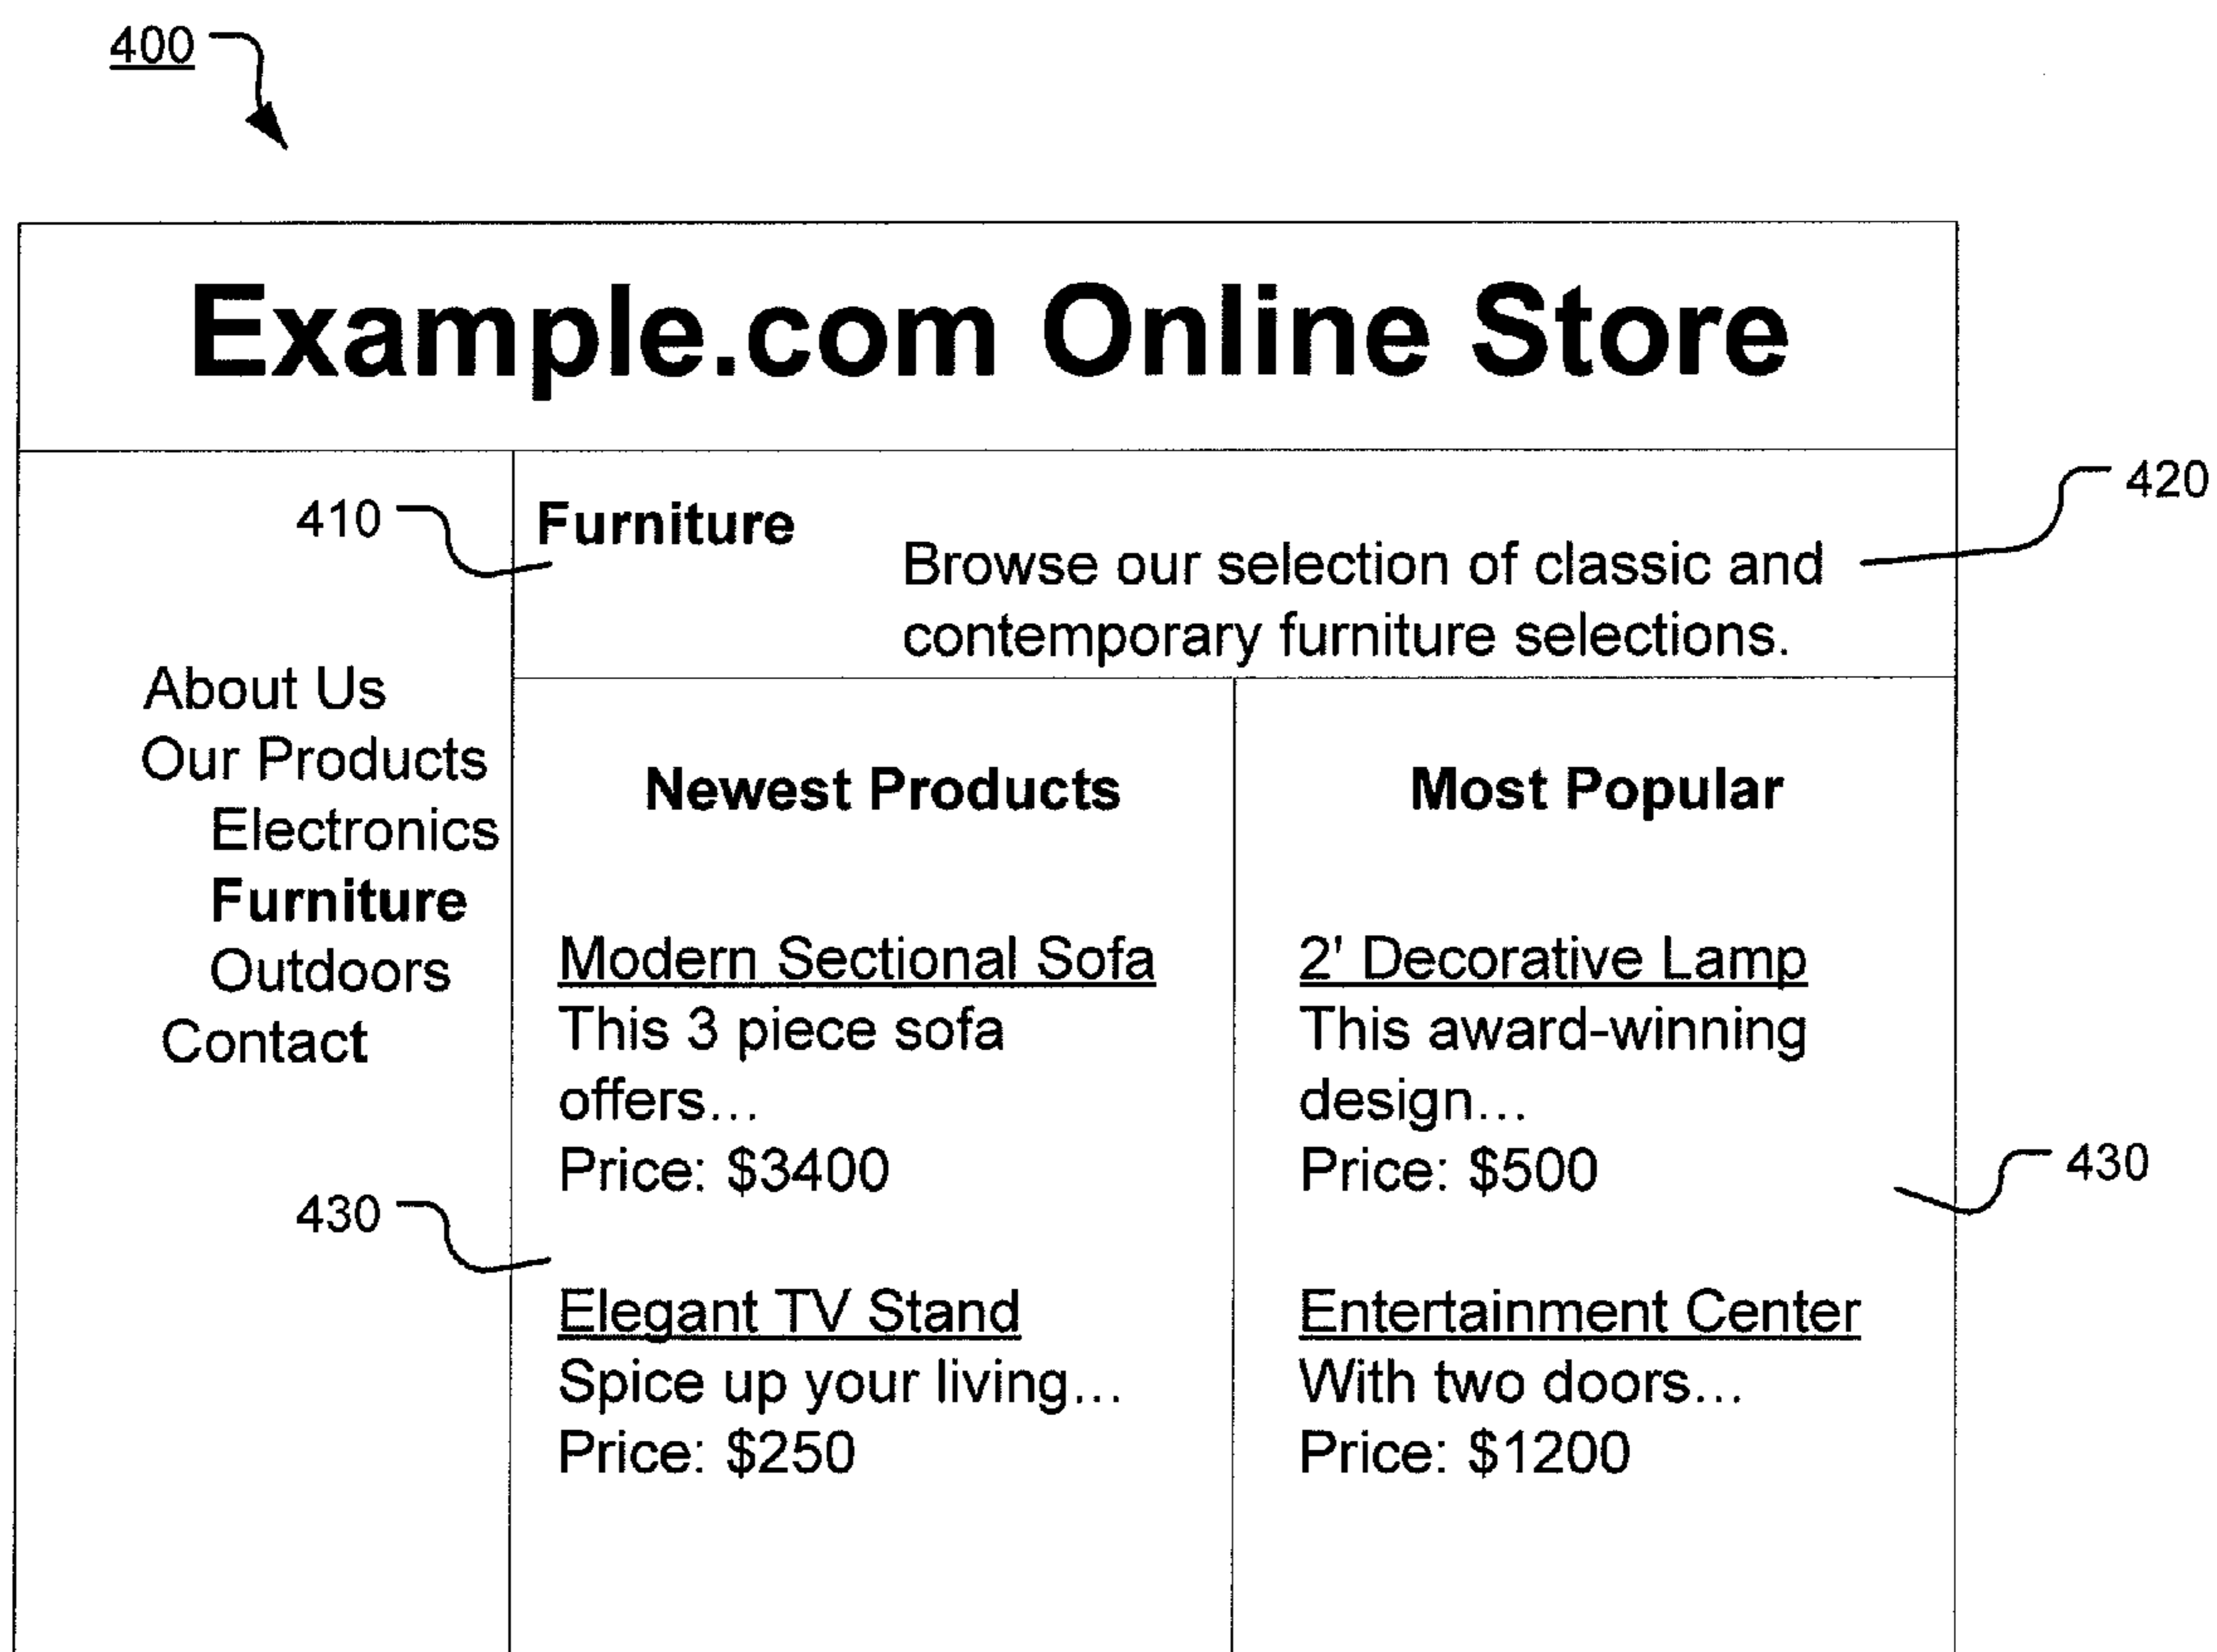 400
Example.com Online Store
410
Furniture
420
Browse our selection of classic and
contemporary furniture selections.
About Us
Our Products
Electronics
Furniture
Outdoors
Contact
Newest Products
Modern Sectional Sofa
This 3 piece sofa
offers...
Price: $3400
430
Elegant TV Stand
Spice up your living...
Price: $250
Most Popular
2' Decorative Lamp
This award-winning
design...
Price: $500
430
Entertainment Center
With two doors...
Price: $1200